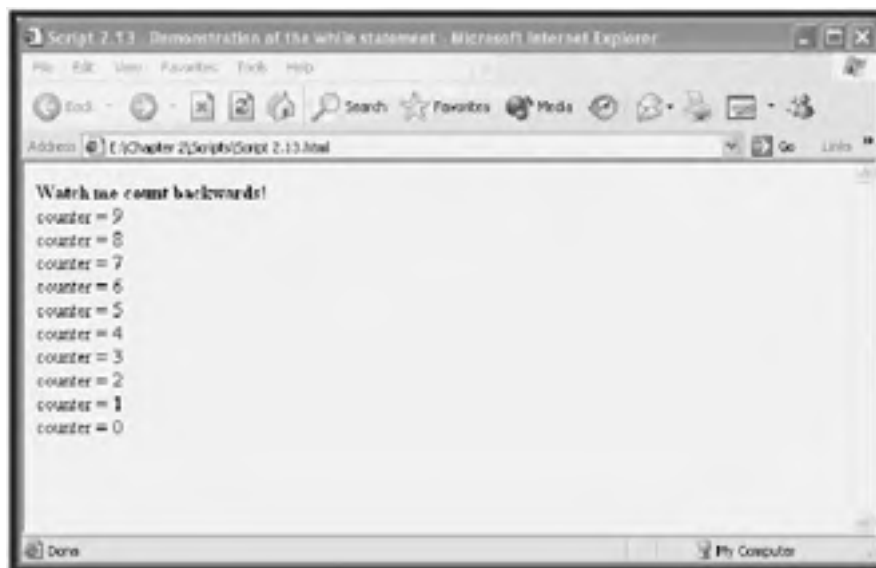 Script 2.13 - Demonstration of the while statement - Microsoft Internet Explorer
File Edit View Favorites Tools Help
Back Search Favorites Media
Address E:\Chapter 2\Scripts\Script 2.13.html Go Links »
Watch me count backwards!
counter = 9
counter = 8
counter = 7
counter = 6
counter = 5
counter = 4
counter = 3
counter = 2
counter = 1
counter = 0
Done My Computer